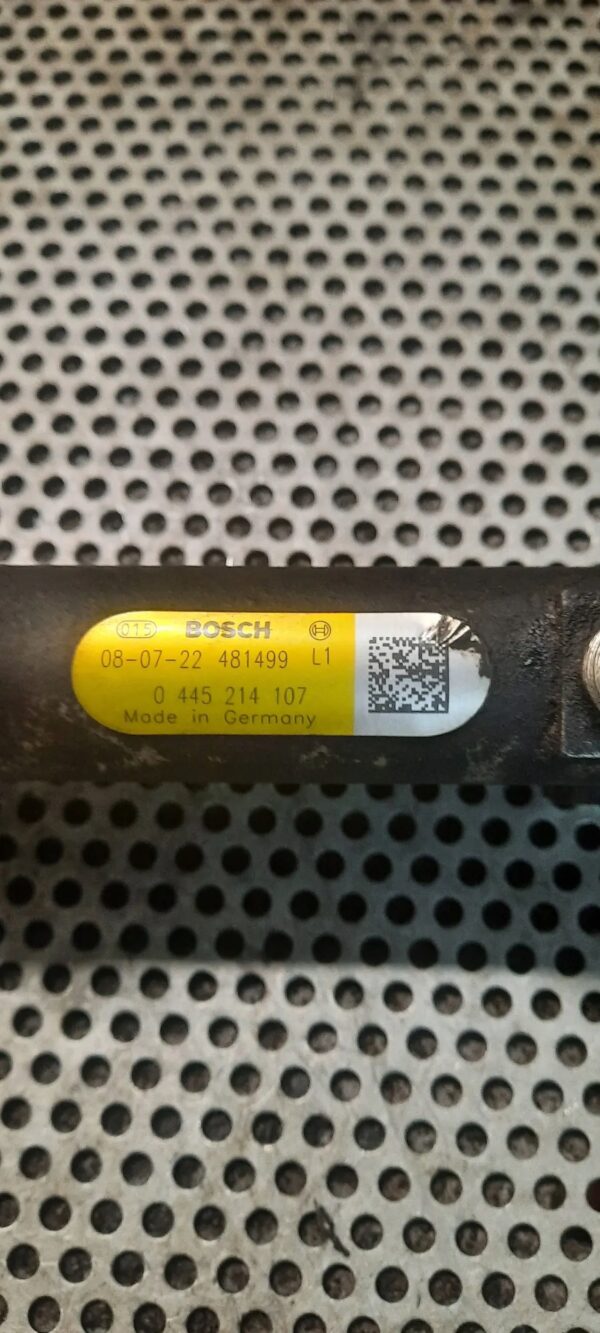 015 BOSCH
08-07-22 481499 L1
0 445 214 107
Made in Germany